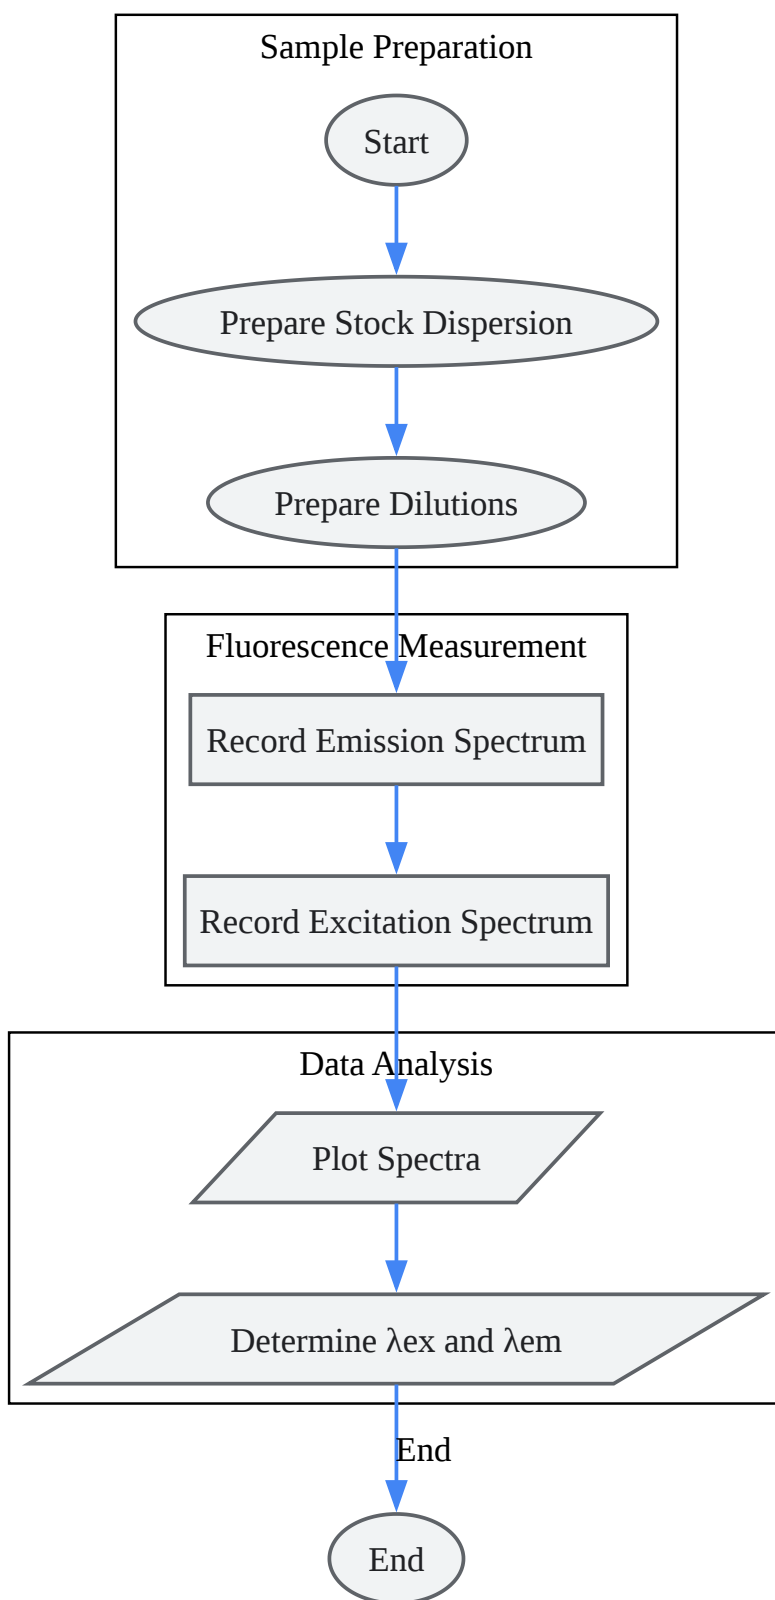 Sample Preparation
Start
Prepare Stock Dispersion
Prepare Dilutions
Fluorescence Measurement
Record Emission Spectrum
Record Excitation Spectrum
Data Analysis
Plot Spectra
Determine λex and λem
End
End